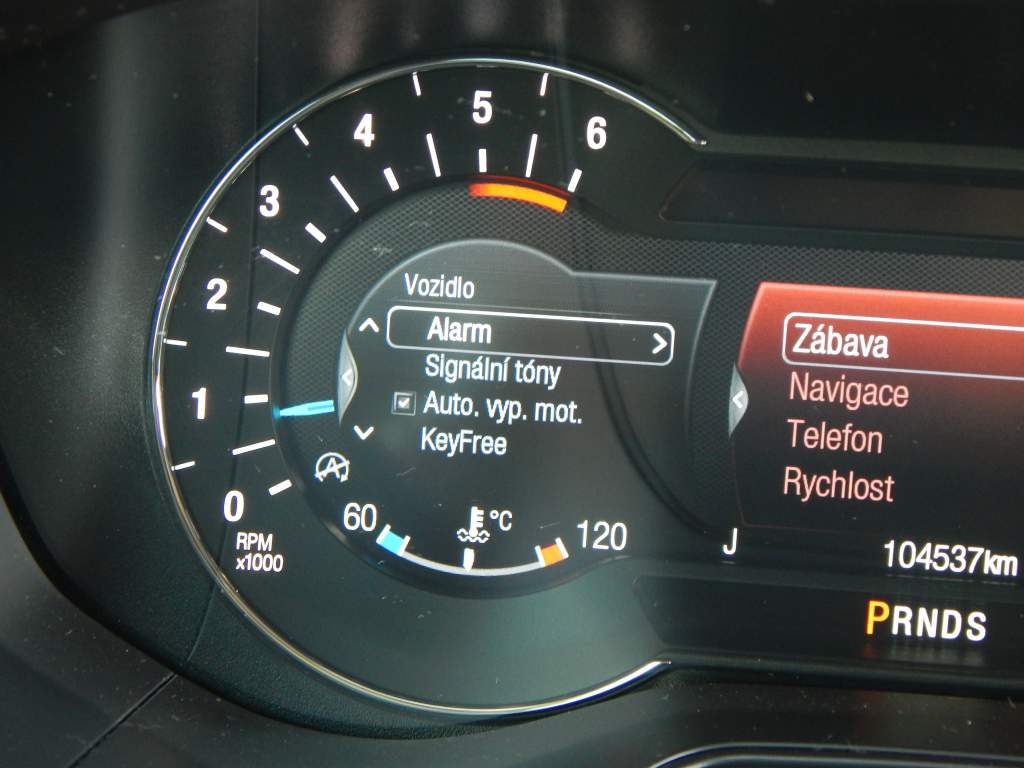 6
5
4
3
2
1
0
RPM
x1000
Vozidlo
Alarm
Signální tóny
Auto. vyp. mot.
KeyFree
A
60
°C
120
Zábava
Navigace
Telefon
Rychlost
J
104537km
PRNDS